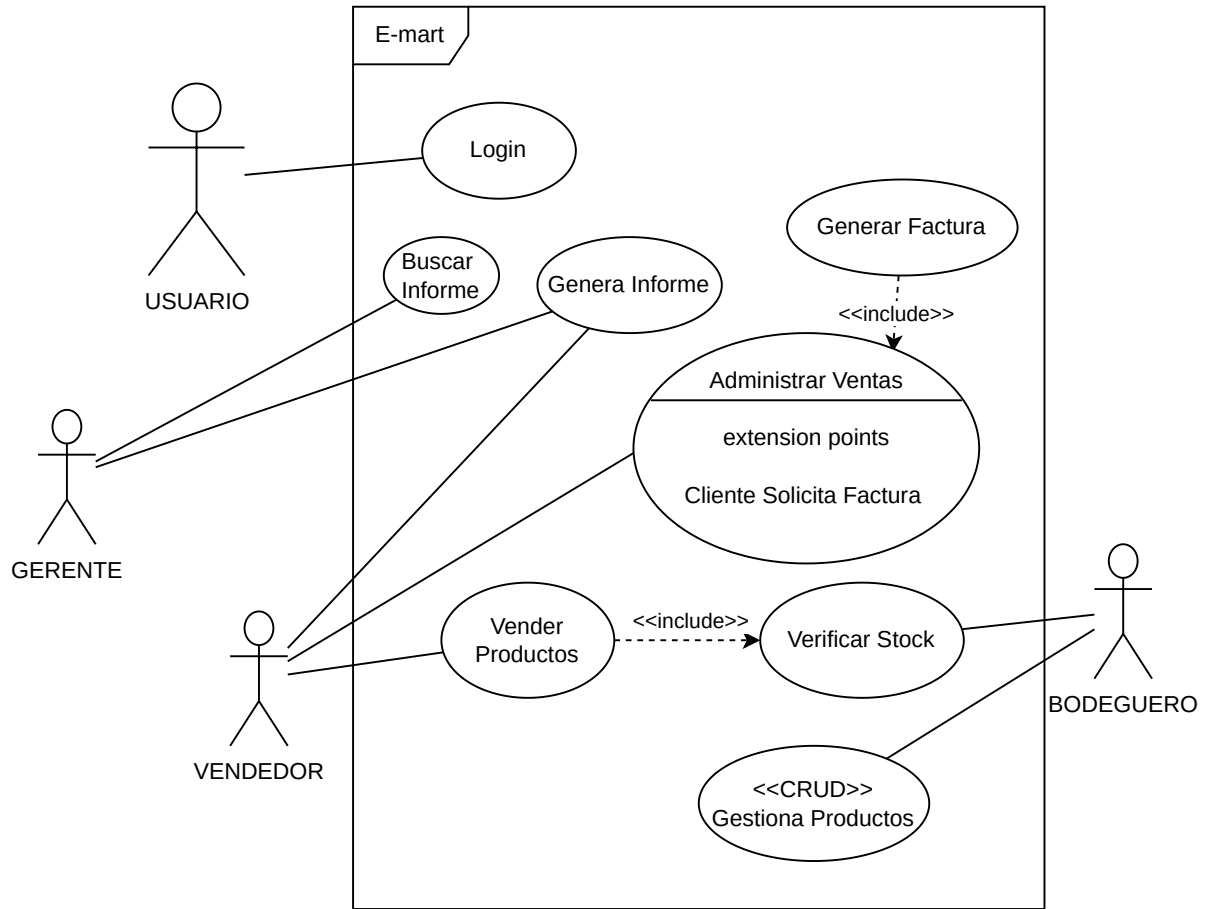 E-mart
Login
Generar Factura
USUARIO
Buscar
Informe
Genera Informe
<<include>>
Administrar Ventas
extension points
Cliente Solicita Factura
GERENTE
Vender
Productos
<<include>>
Verificar Stock
BODEGUERO
VENDEDOR
<<CRUD>>
Gestiona Productos